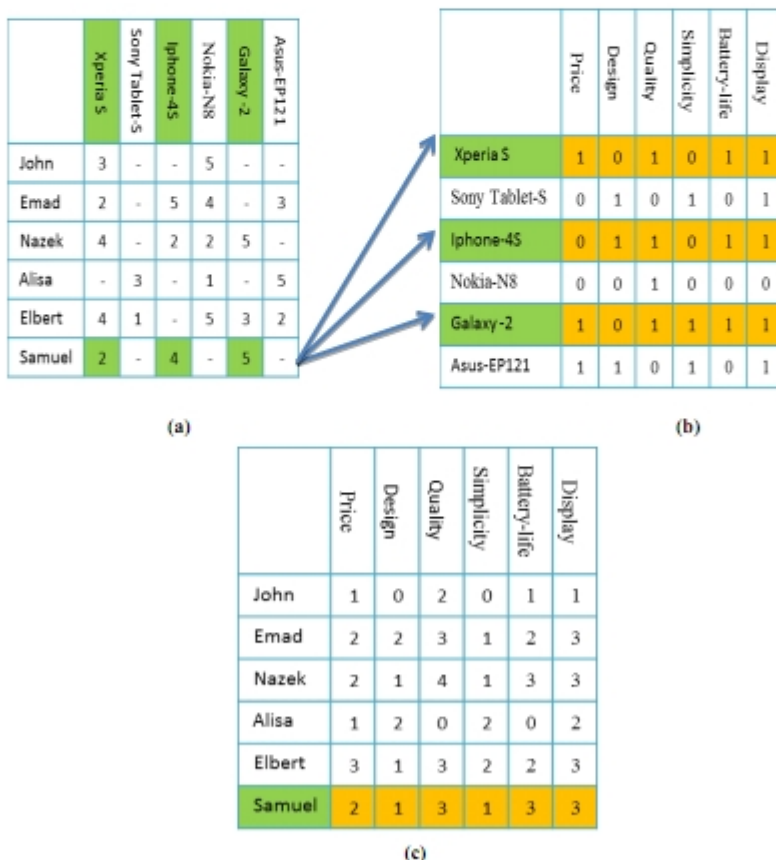 Xperia S Sony Tablet-S Iphone-4S Nokia-N8 Galaxy -2 Asus-EP121
John 3 - - 5 - -
Emad 2 - 5 4 - 3
Nazek 4 - 2 2 5 -
Alisa - 3 - 1 - 5
Elbert 4 1 - 5 3 2
Samuel 2 - 4 - 5 -
(a)
Price Design Quality Simplicity Battery-life Display
Xperia S 1 0 1 0 1 1
Sony Tablet-S 0 1 0 1 0 1
Iphone-4S 0 1 1 0 1 1
Nokia-N8 0 0 1 0 0 0
Galaxy -2 1 0 1 1 1 1
Asus-EP121 1 1 0 1 0 1
(b)
Price Design Quality Simplicity Battery-life Display
John 1 0 2 0 1 1
Emad 2 2 3 1 2 3
Nazek 2 1 4 1 3 3
Alisa 1 2 0 2 0 2
Elbert 3 1 3 2 2 3
Samuel 2 1 3 1 3 3
(c)